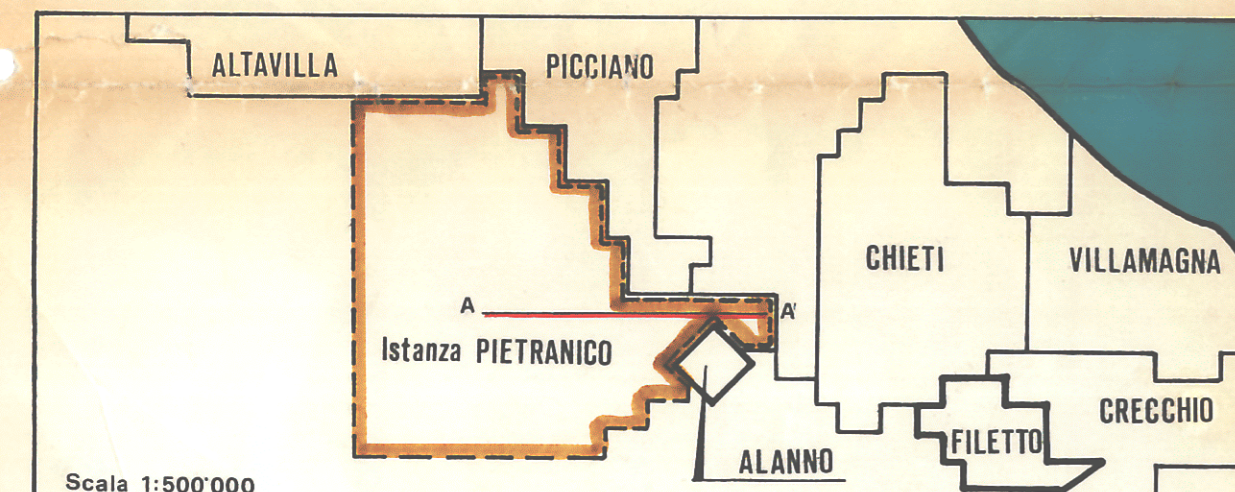 ALTAVILLA
PICCIANO
CHIETI
VILLAMAGNA
A
A'
Istanza PIETRANICO
CRECCHIO
FILETTO
ALANNO
Scala 1:500'000